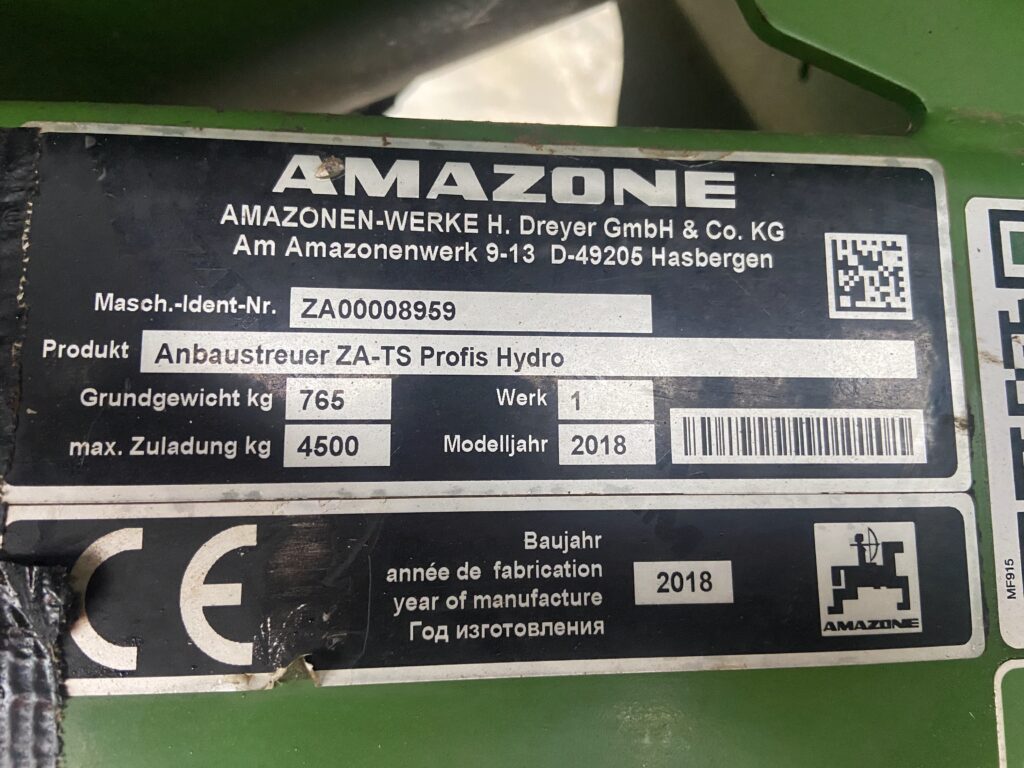 AMAZONE
AMAZONEN-WERKE H. Dreyer GmbH & Co. KG
Am Amazonenwerk 9-13 D-49205 Hasbergen
Masch.-Ident-Nr. ZA00008959
Produkt Anbaustreuer ZA-TS Profis Hydro
Grundgewicht kg 765 Werk 1
max. Zuladung kg 4500 Modelljahr 2018
CE
Baujahr
année de fabrication
year of manufacture
Год изготовления
2018
AMAZONE
MF915